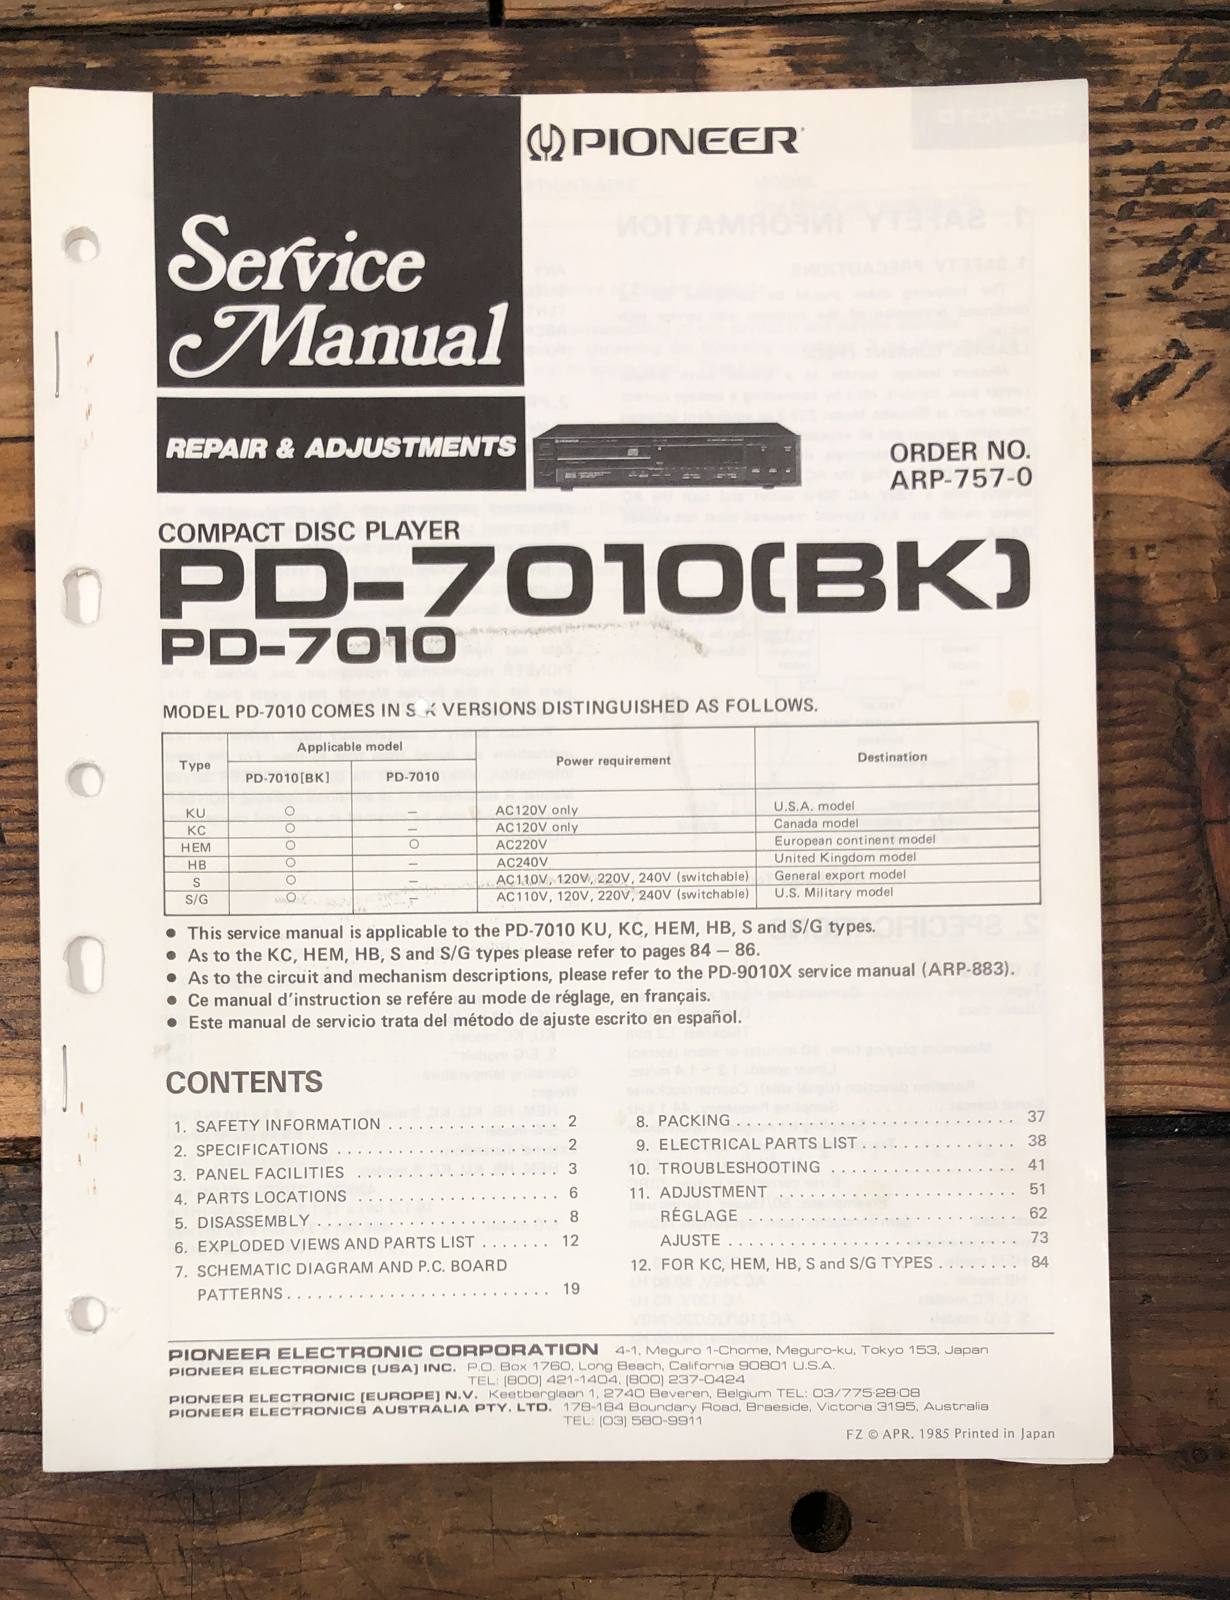 PIONEER
Service
Manual
REPAIR & ADJUSTMENTS
ORDER NO.
ARP-757-0
COMPACT DISC PLAYER
PD-7010(BK)
PD-7010
MODEL PD-7010 COMES IN VERSIONS DISTINGUISHED AS FOLLOWS.
Type Applicable model Power requirement Destination
PD-7010[BK] PD-7010
KU ○ – AC120V only U.S.A. model
KC ○ – AC120V only Canada model
HEM ○ ○ AC220V European continent model
HB ○ – AC240V United Kingdom model
S ○ – AC110V, 120V, 220V, 240V (switchable) General export model
S/G ○ – AC110V, 120V, 220V, 240V (switchable) U.S. Military model
● This service manual is applicable to the PD-7010 KU, KC, HEM, HB, S and S/G types.
● As to the KC, HEM, HB, S and S/G types please refer to pages 84 – 86.
● As to the circuit and mechanism descriptions, please refer to the PD-9010X service manual (ARP-883).
● Ce manual d'instruction se refére au mode de réglage, en français.
● Este manual de servicio trata del método de ajuste escrito en español.
CONTENTS
1. SAFETY INFORMATION . . . . . . . . . . . . . . . . 2
2. SPECIFICATIONS . . . . . . . . . . . . . . . . . . . . . 2
3. PANEL FACILITIES . . . . . . . . . . . . . . . . . . . 3
4. PARTS LOCATIONS . . . . . . . . . . . . . . . . . . . 6
5. DISASSEMBLY . . . . . . . . . . . . . . . . . . . . . . . 8
6. EXPLODED VIEWS AND PARTS LIST . . . . . . . 12
7. SCHEMATIC DIAGRAM AND P.C. BOARD
PATTERNS . . . . . . . . . . . . . . . . . . . . . . . . . . 19
8. PACKING . . . . . . . . . . . . . . . . . . . . . . . . . . 37
9. ELECTRICAL PARTS LIST . . . . . . . . . . . . . . 38
10. TROUBLESHOOTING . . . . . . . . . . . . . . . . . 41
11. ADJUSTMENT . . . . . . . . . . . . . . . . . . . . . . 51
RÉGLAGE . . . . . . . . . . . . . . . . . . . . . . . . . 62
AJUSTE . . . . . . . . . . . . . . . . . . . . . . . . . . . 73
12. FOR KC, HEM, HB, S and S/G TYPES . . . . . . . . 84
PIONEER ELECTRONIC CORPORATION 4-1, Meguro 1-Chome, Meguro-ku, Tokyo 153, Japan
PIONEER ELECTRONICS [USA] INC. P.O. Box 1760, Long Beach, California 90801 U.S.A.
TEL: [800] 421-1404, [800] 237-0424
PIONEER ELECTRONIC [EUROPE] N.V. Keetberglaan 1, 2740 Beveren, Belgium TEL: 03/775·28·08
PIONEER ELECTRONICS AUSTRALIA PTY. LTD. 178-184 Boundary Road, Braeside, Victoria 3195, Australia
TEL: [03] 580-9911
FZ © APR. 1985 Printed in Japan